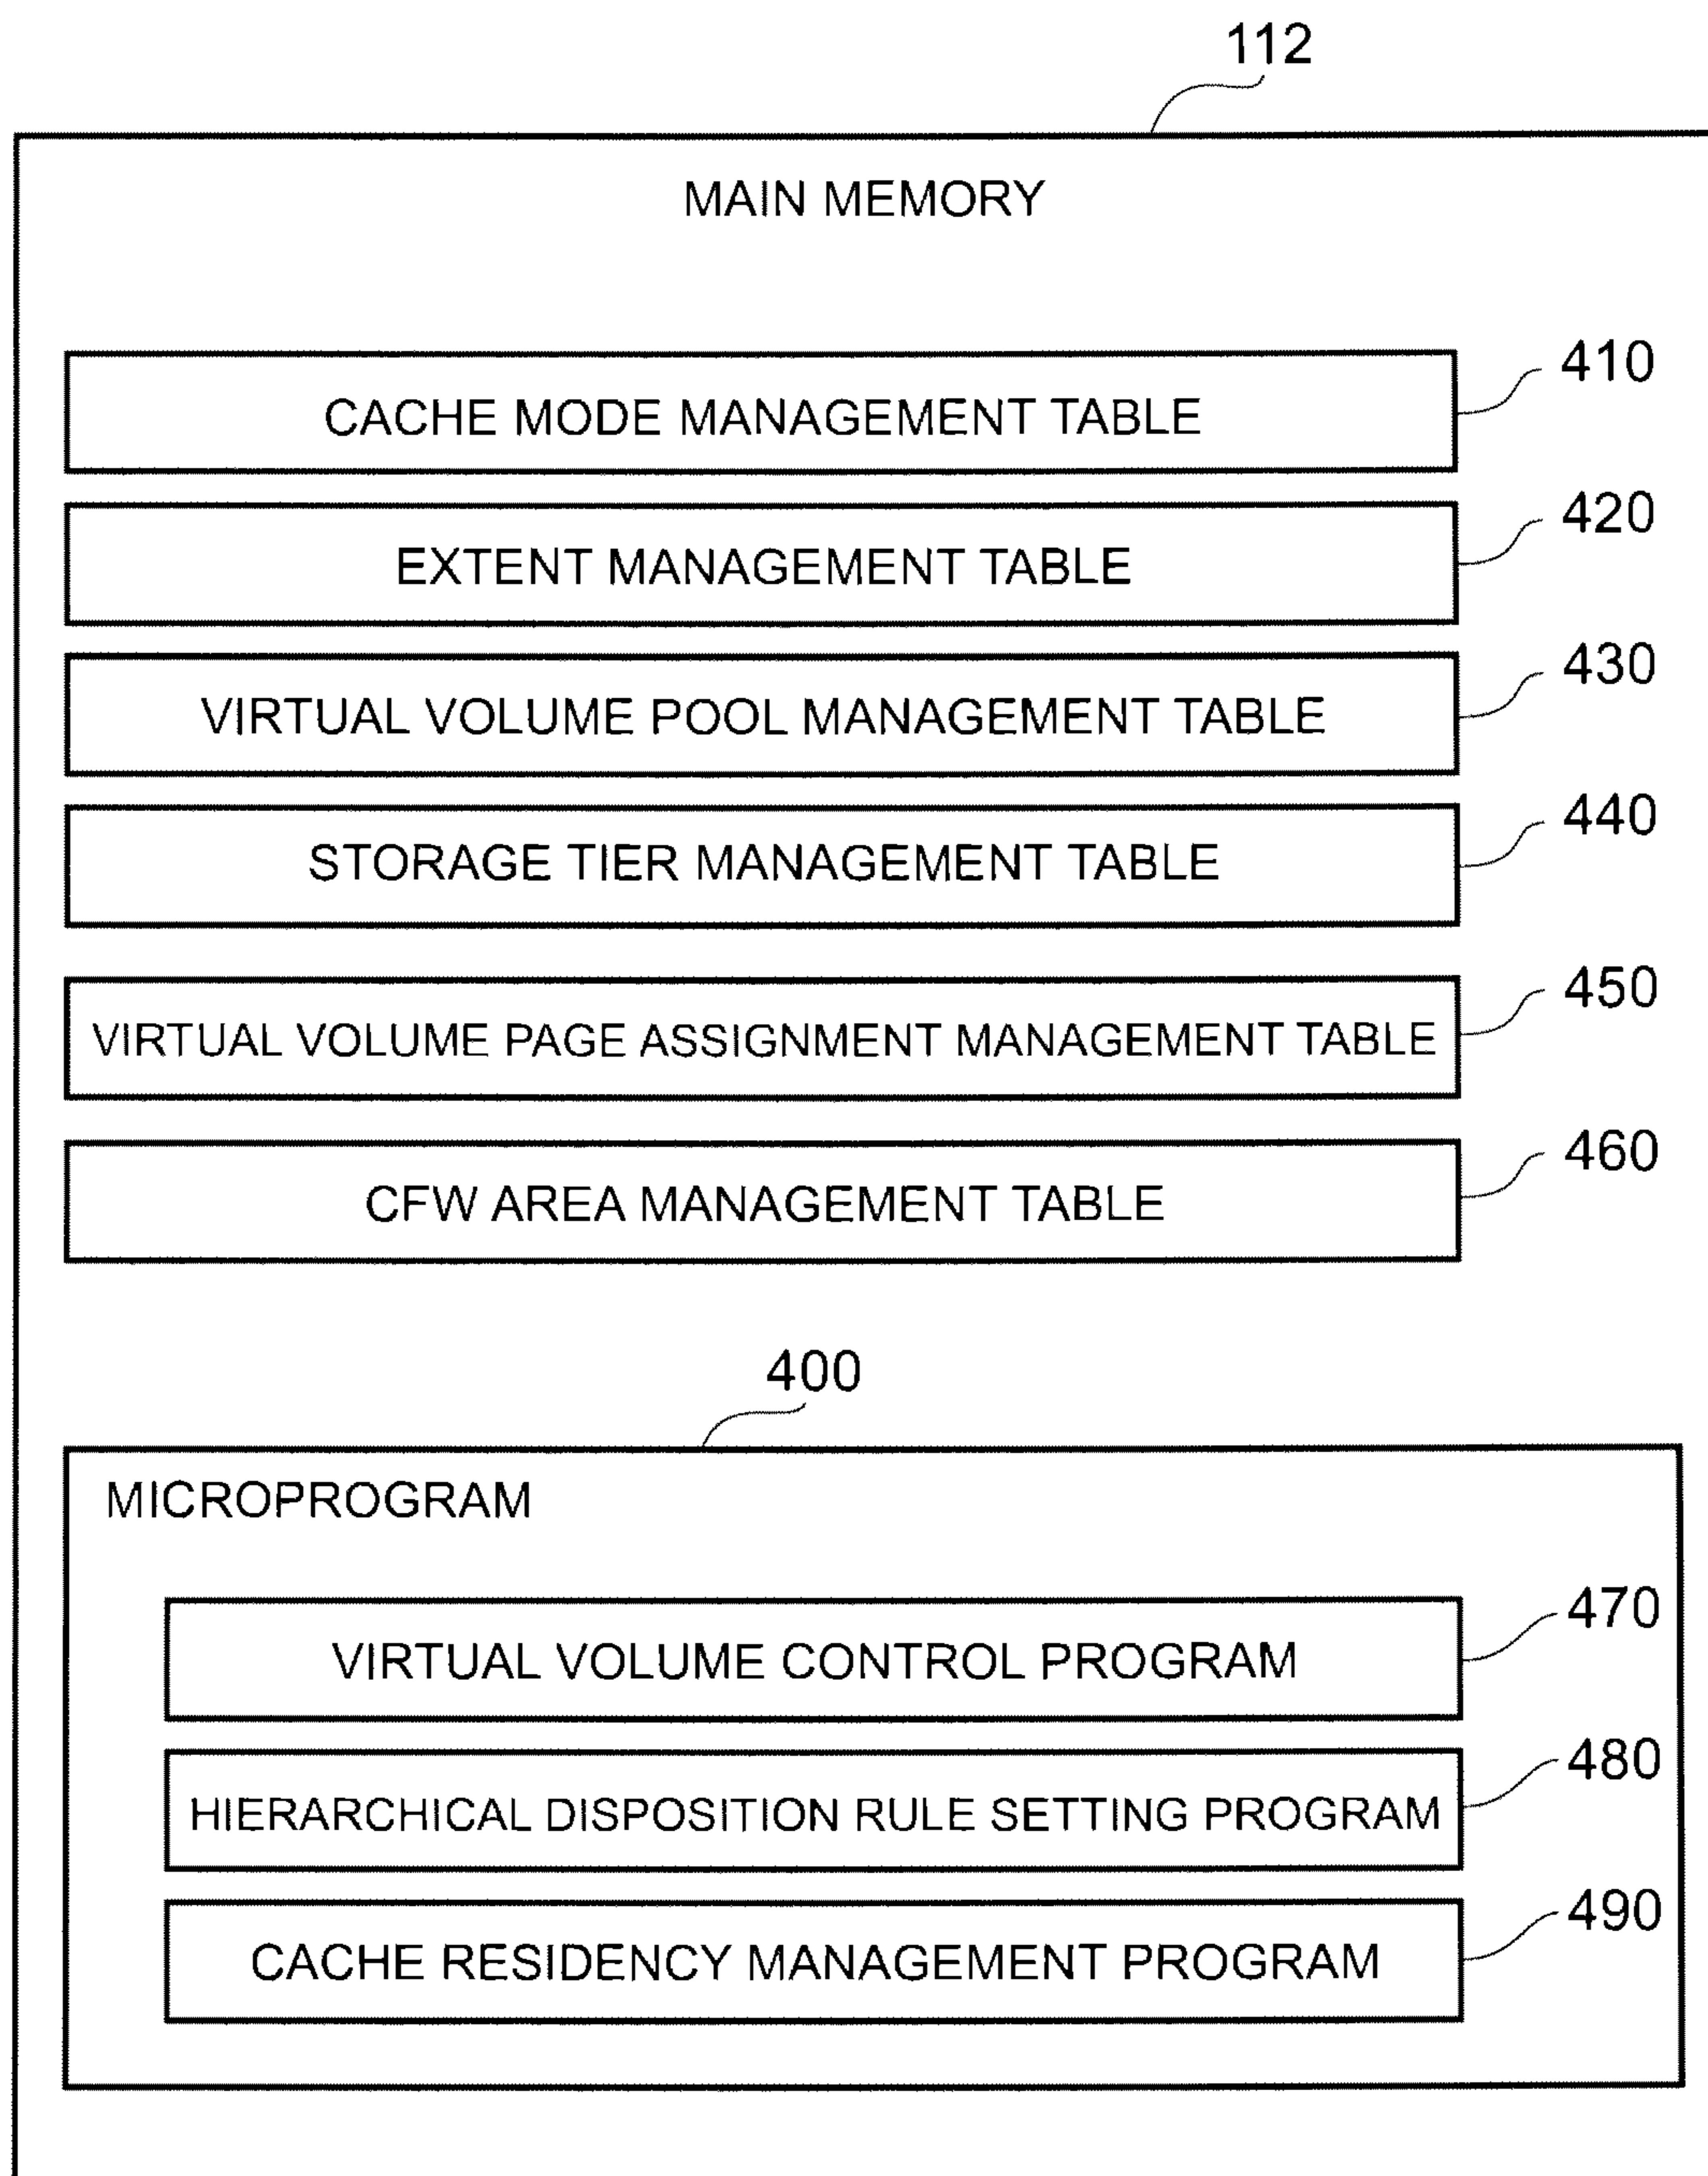 112
MAIN MEMORY
410
CACHE MODE MANAGEMENT TABLE
420
EXTENT MANAGEMENT TABLE
430
VIRTUAL VOLUME POOL MANAGEMENT TABLE
440
STORAGE TIER MANAGEMENT TABLE
450
VIRTUAL VOLUME PAGE ASSIGNMENT MANAGEMENT TABLE
460
CFW AREA MANAGEMENT TABLE
400
MICROPROGRAM
470
VIRTUAL VOLUME CONTROL PROGRAM
480
HIERARCHICAL DISPOSITION RULE SETTING PROGRAM
490
CACHE RESIDENCY MANAGEMENT PROGRAM